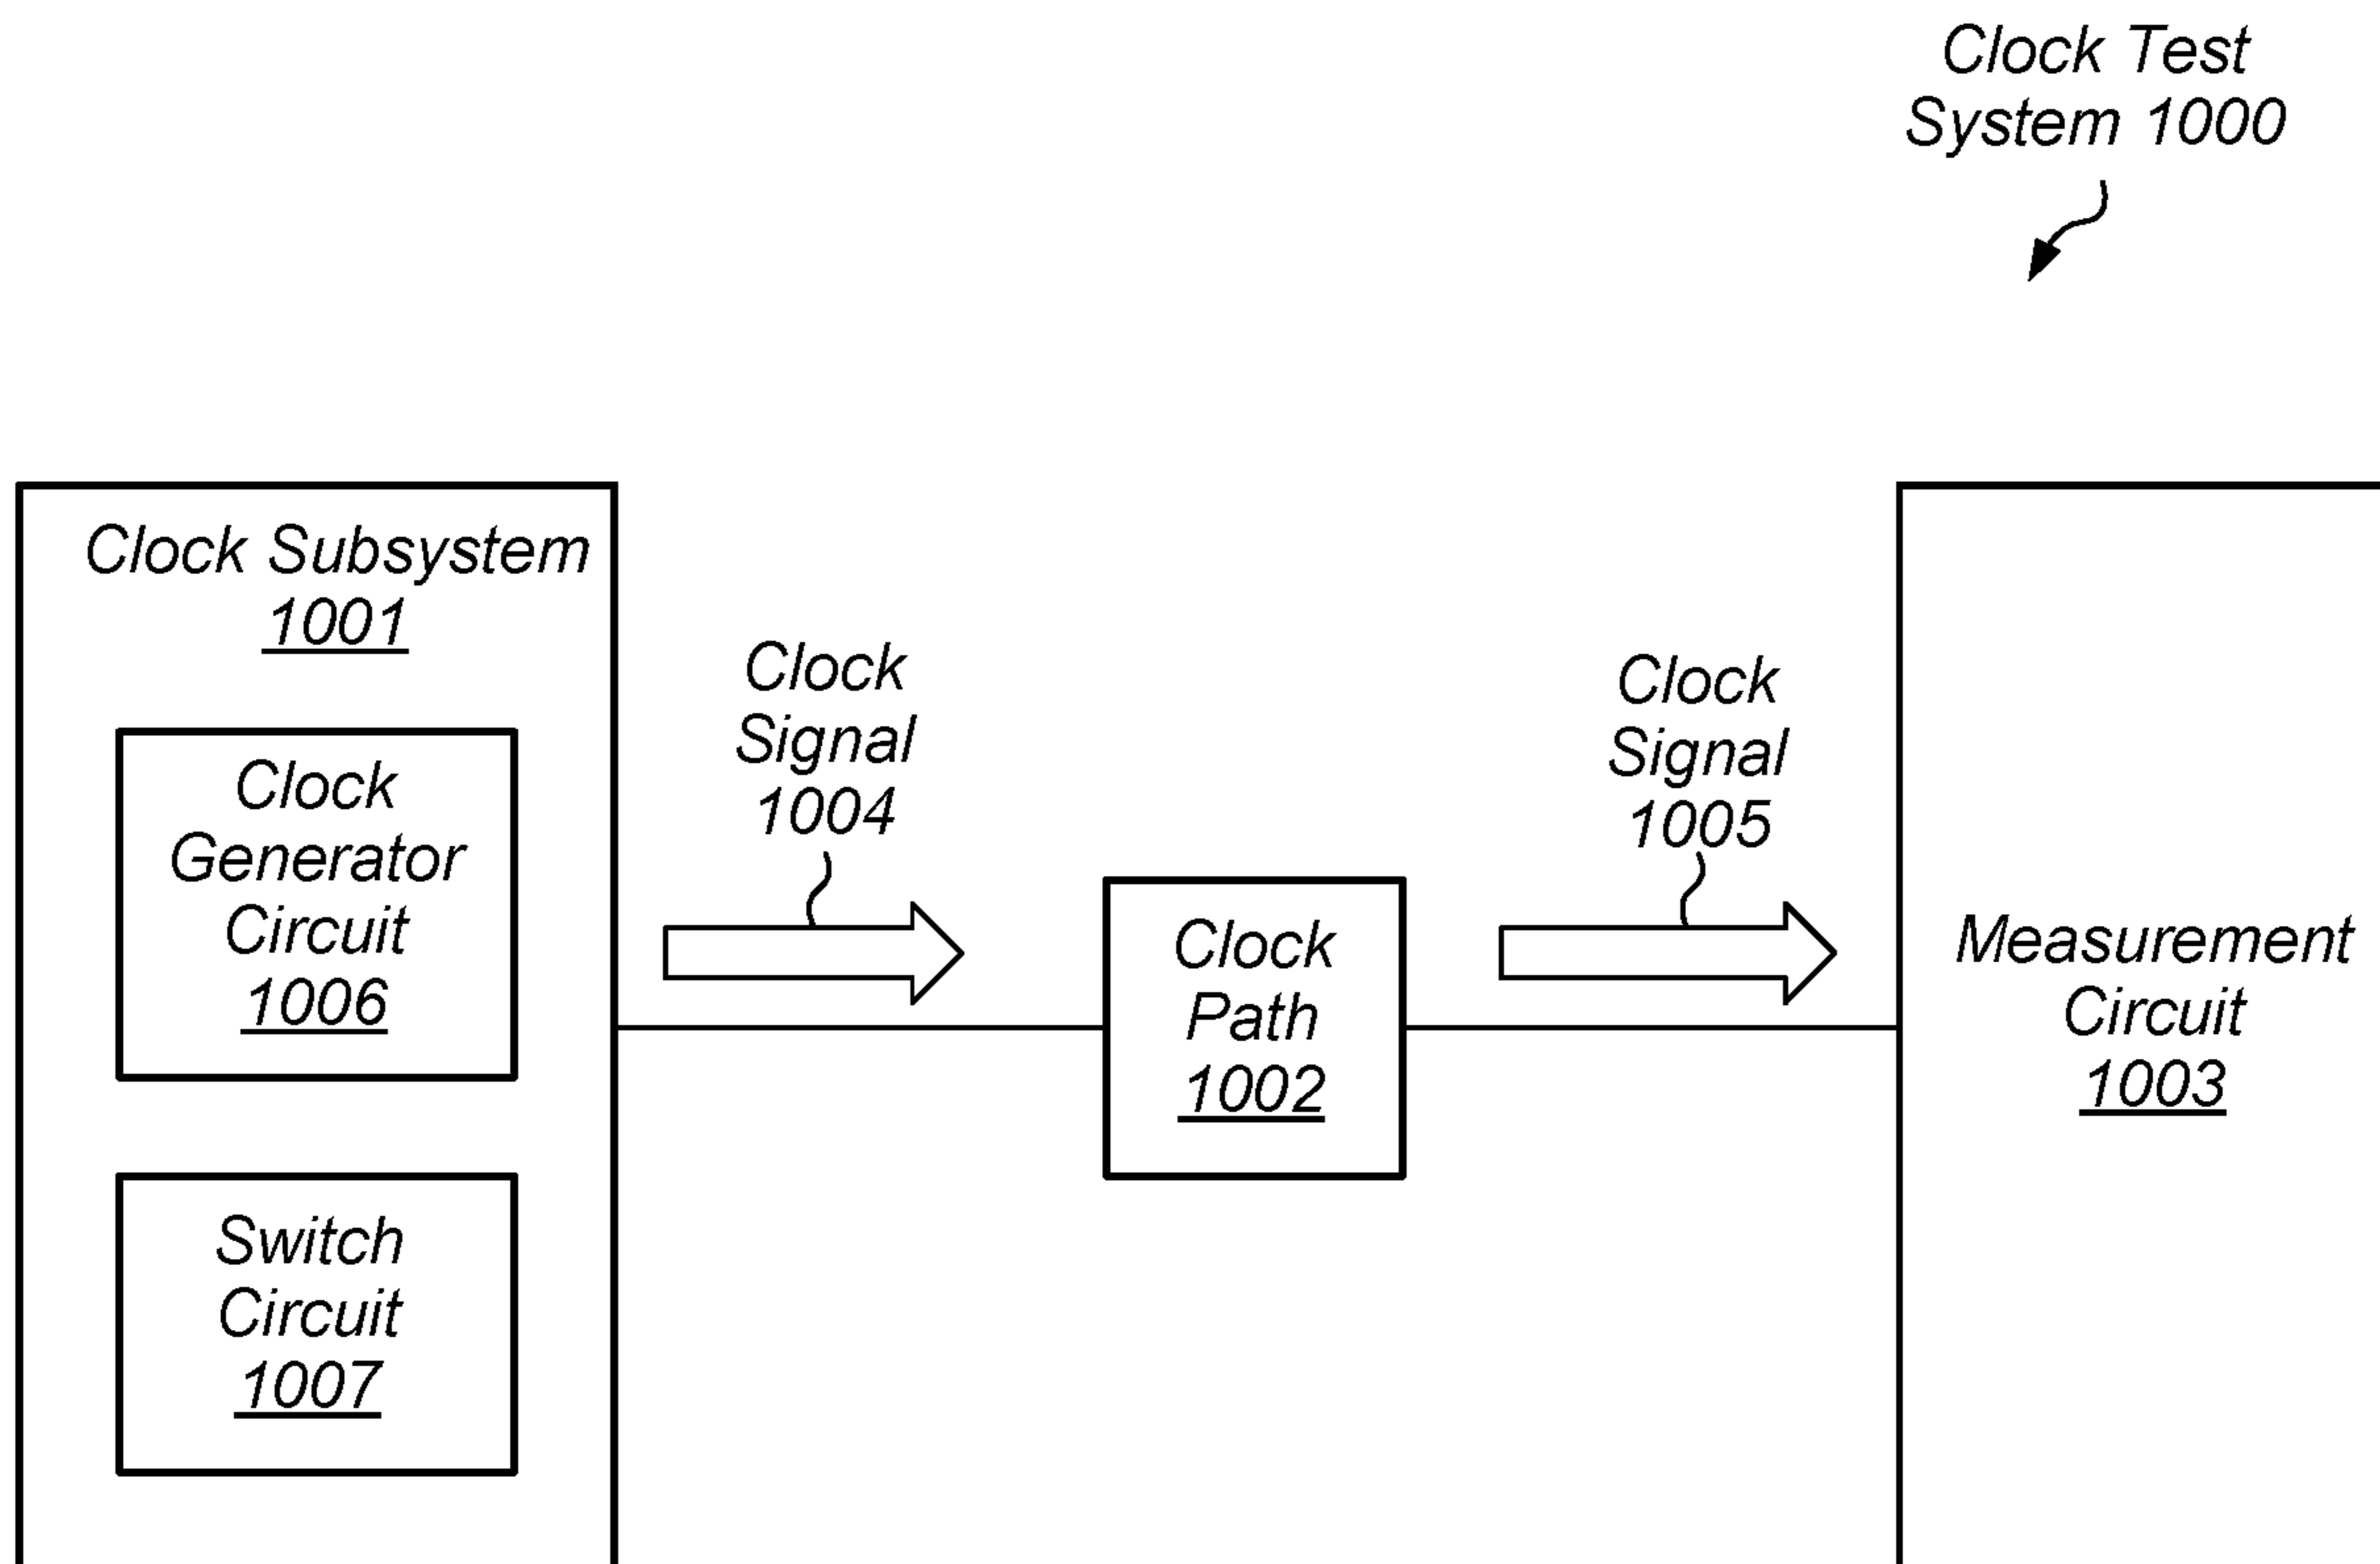 Clock Test
System 1000
Clock Subsystem
1001
Clock
Generator
Circuit
1006
Switch
Circuit
1007
Clock
Signal
1004
Clock
Path
1002
Clock
Signal
1005
Measurement
Circuit
1003